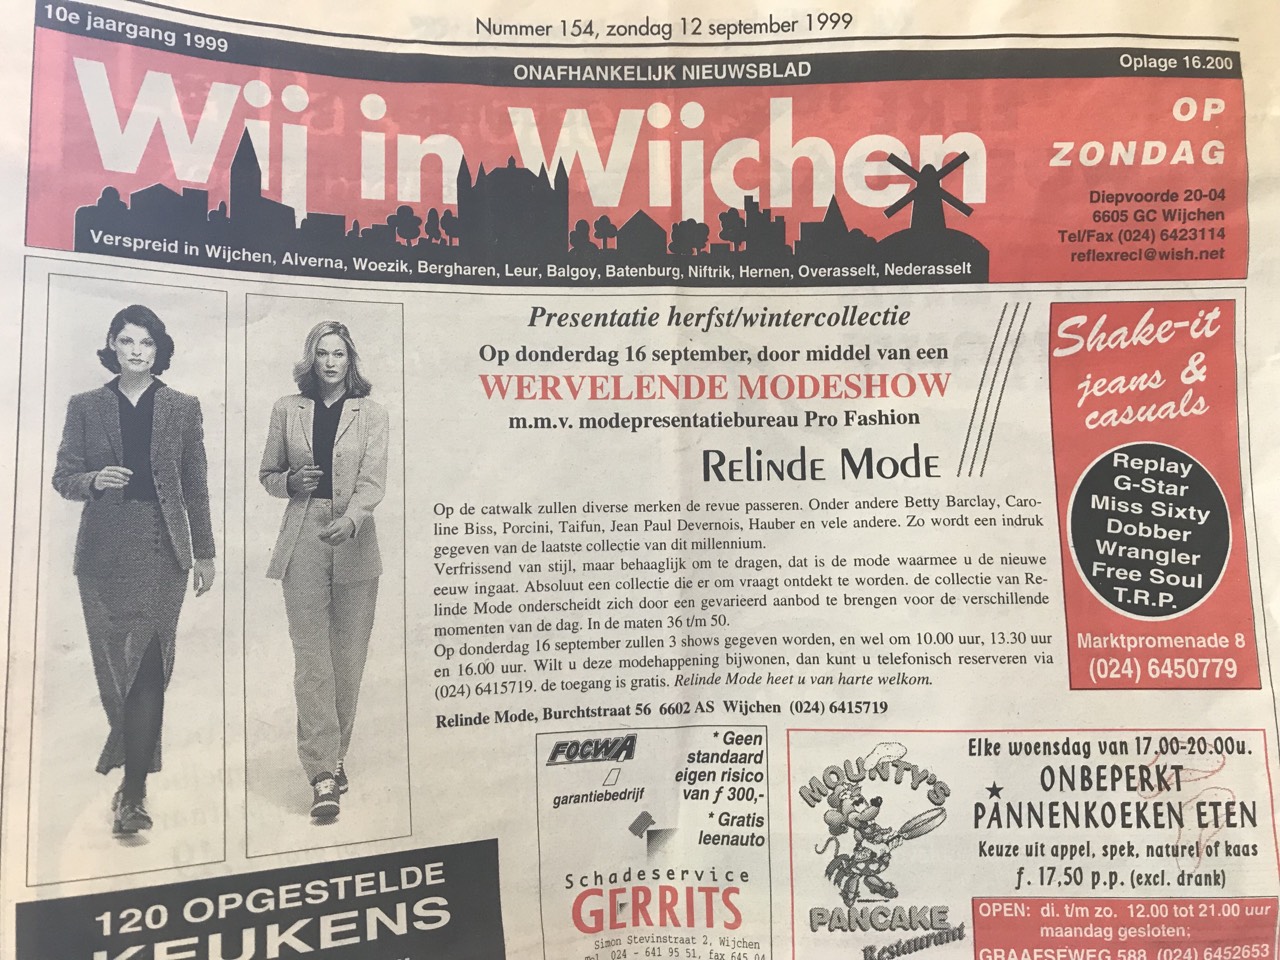 Nummer 154, zondag 12 september 1999
10e jaargang 1999
ONAFHANKELIJK NIEUWSBLAD
Oplage 16.200
Wij in Wijchen
OP
ZONDAG
Diepvoorde 20-04
6605 GC Wijchen
Tel/Fax (024) 6423114
reflexrecl@wish.net
Verspreid in Wijchen, Alverna, Woezik, Bergharen, Leur, Balgoy, Batenburg, Niftrik, Hernen, Overasselt, Nederasselt
Presentatie herfst/wintercollectie
Op donderdag 16 september, door middel van een
WERVELENDE MODESHOW
m.m.v. modepresentatiebureau Pro Fashion
Relinde Mode
Op de catwalk zullen diverse merken de revue passeren. Onder andere Betty Barclay, Caro-
line Biss, Porcini, Taifun, Jean Paul Devernois, Hauber en vele andere. Zo wordt een indruk
gegeven van de laatste collectie van dit millennium.
Verfrissend van stijl, maar behaaglijk om te dragen, dat is de mode waarmee u de nieuwe
eeuw ingaat. Absoluut een collectie die er om vraagt ontdekt te worden. de collectie van Re-
linde Mode onderscheidt zich door een gevarieerd aanbod te brengen voor de verschillende
momenten van de dag. In de maten 36 t/m 50.
Op donderdag 16 september zullen 3 shows gegeven worden, en wel om 10.00 uur, 13.30 uur
en 16.00 uur. Wilt u deze modehappening bijwonen, dan kunt u telefonisch reserveren via
(024) 6415719. de toegang is gratis. Relinde Mode heet u van harte welkom.
Relinde Mode, Burchtstraat 56 6602 AS Wijchen (024) 6415719
Shake-it
jeans &
casuals
Replay
G-Star
Miss Sixty
Dobber
Wrangler
Free Soul
T.R.P.
Marktpromenade 8
(024) 6450779
120 OPGESTELDE
KEUKENS
FOCWA
garantiebedrijf
* Geen
standaard
eigen risico
van ƒ 300,-
* Gratis
leenauto
Schadeservice
GERRITS
Simon Stevinstraat 2, Wijchen
024 - 641 95 51, fax 645 04
MOUNTY'S
PANCAKE
Restaurant
Elke woensdag van 17.00-20.00u.
ONBEPERKT
PANNENKOEKEN ETEN
Keuze uit appel, spek, naturel of kaas
ƒ. 17,50 p.p. (excl. drank)
OPEN: di. t/m zo. 12.00 tot 21.00 uur
maandag gesloten;
GRAAFSEWEG 588 (024) 6452653